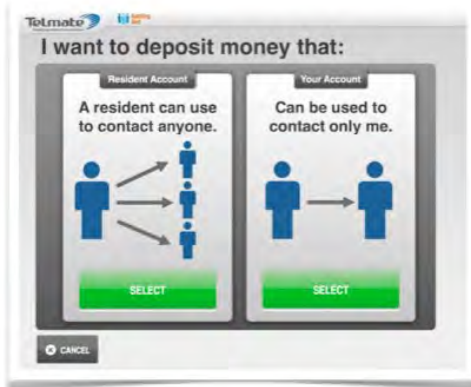 Telmate
I want to deposit money that:
Resident Account
A resident can use
to contact anyone.
SELECT
Your Account
Can be used to
contact only me.
SELECT
CANCEL